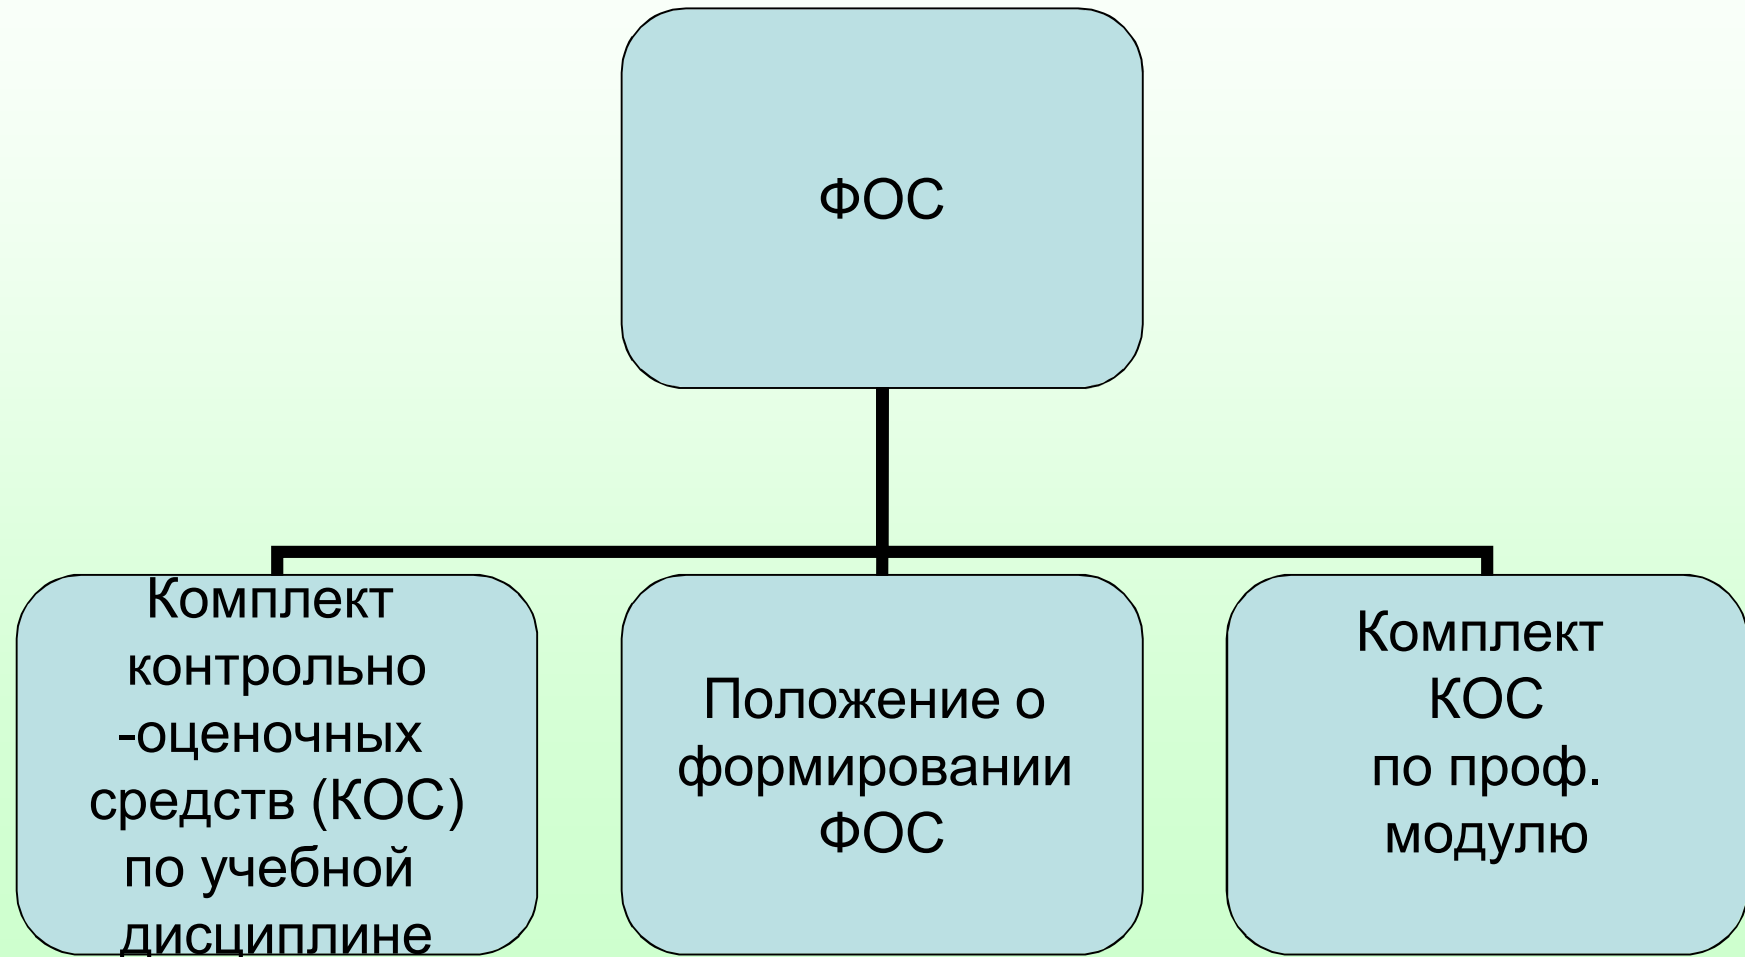 ФОС
Комплект
контрольно
-оценочных
средств (КОС)
по учебной
дисциплине
Положение о
формировании
ФОС
Комплект
КОС
по проф.
модулю